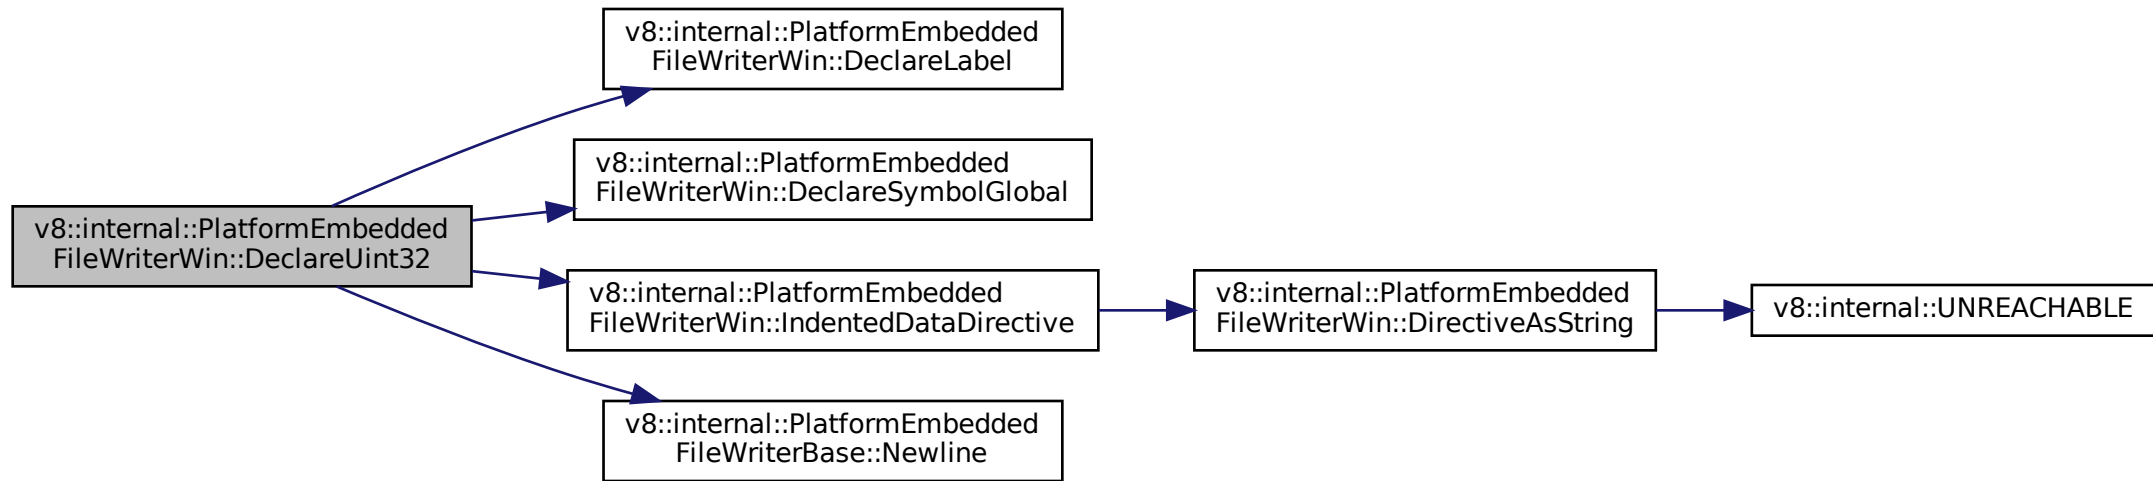 v8::internal::PlatformEmbedded
FileWriterWin::DeclareUint32
v8::internal::PlatformEmbedded
FileWriterWin::DeclareLabel
v8::internal::PlatformEmbedded
FileWriterWin::DeclareSymbolGlobal
v8::internal::PlatformEmbedded
FileWriterWin::IndentedDataDirective
v8::internal::PlatformEmbedded
FileWriterWin::DirectiveAsString
v8::internal::UNREACHABLE
v8::internal::PlatformEmbedded
FileWriterBase::Newline